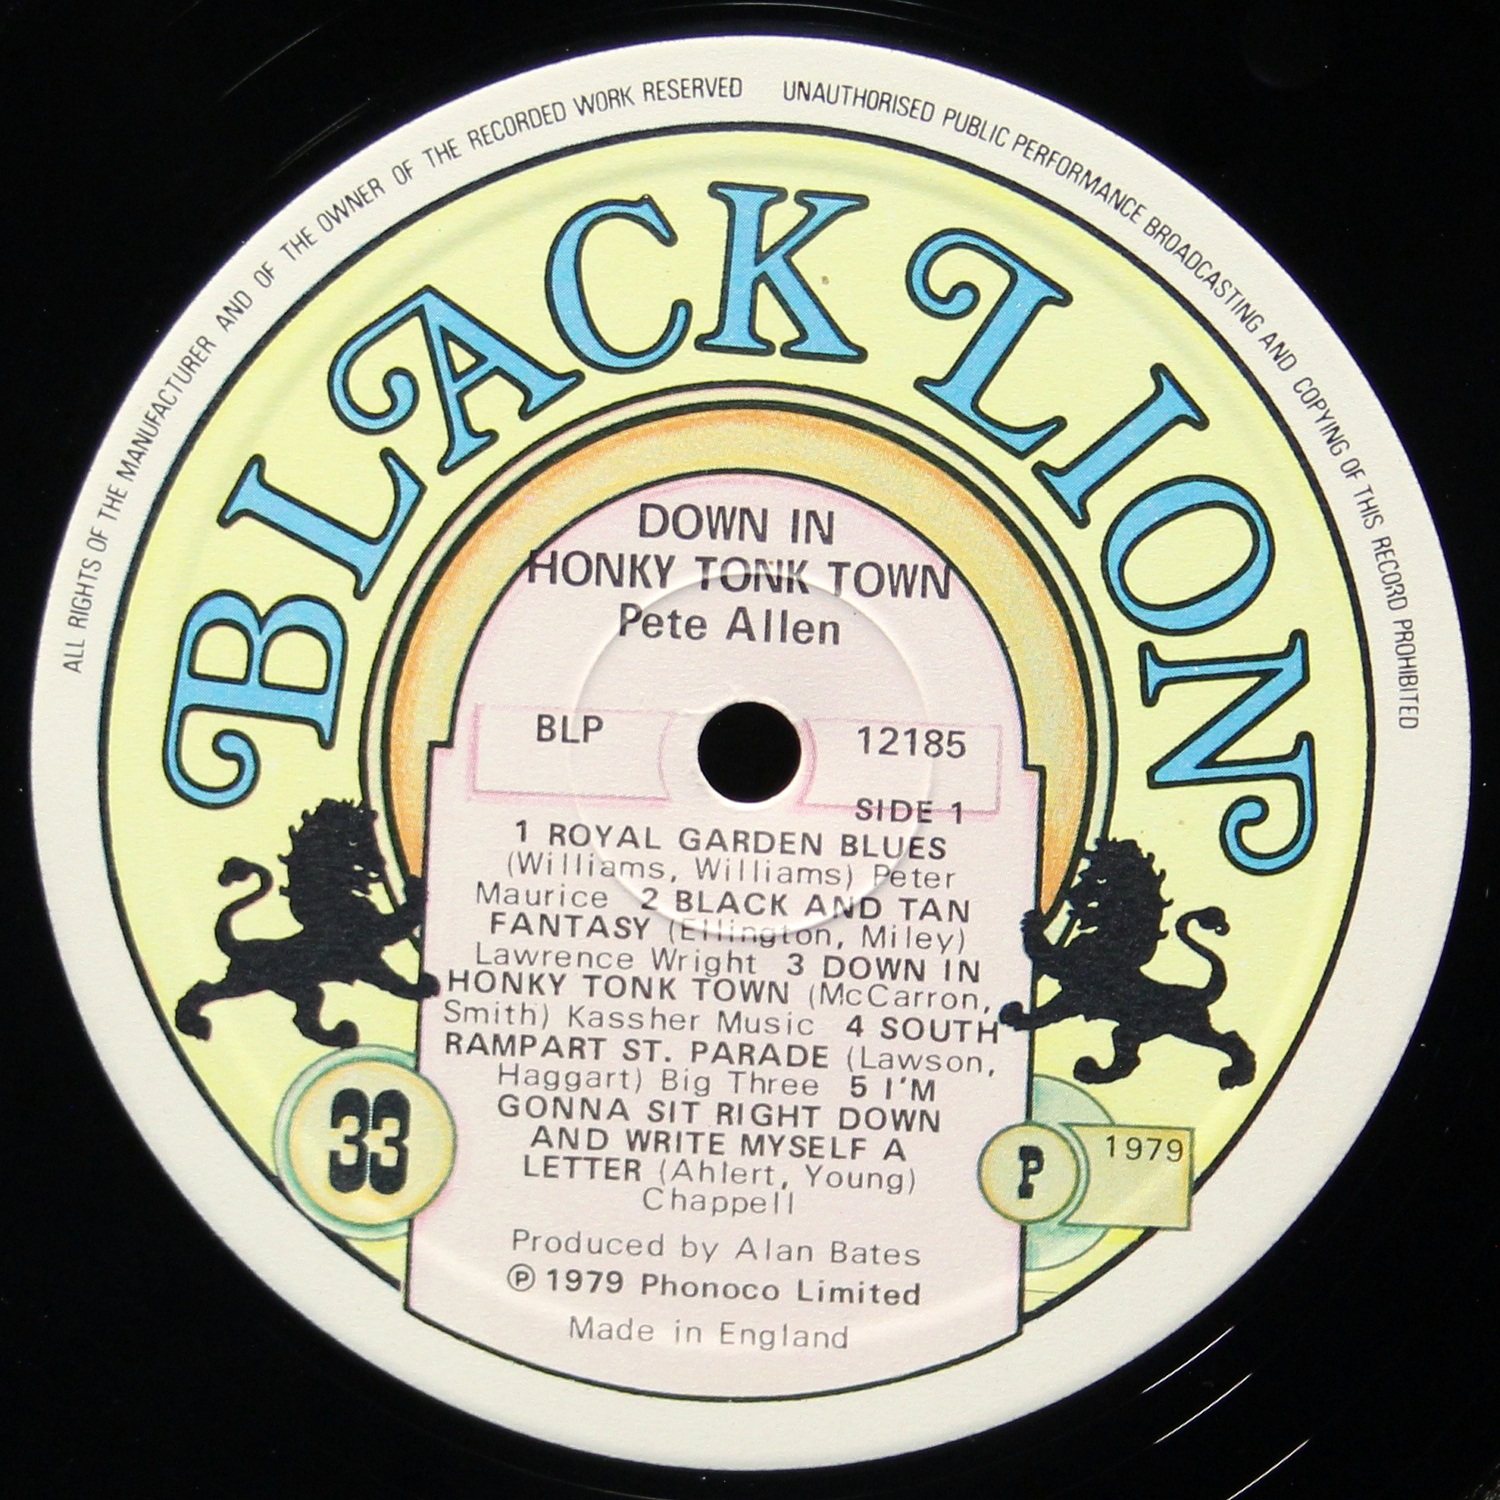 ALL RIGHTS OF THE MANUFACTURER AND OF THE OWNER OF THE RECORDED WORK RESERVED UNAUTHORISED PUBLIC PERFORMANCE BROADCASTING AND COPYING OF THIS RECORD PROHIBITED
BLACK LION
DOWN IN
HONKY TONK TOWN
Pete Allen
BLP 12185
SIDE 1
1 ROYAL GARDEN BLUES
(Williams, Williams) Peter
Maurice 2 BLACK AND TAN
FANTASY (Ellington, Miley)
Lawrence Wright 3 DOWN IN
HONKY TONK TOWN (McCarron,
Smith) Kassher Music 4 SOUTH
RAMPART ST. PARADE (Lawson,
Haggart) Big Three 5 I'M
GONNA SIT RIGHT DOWN
AND WRITE MYSELF A
LETTER (Ahlert, Young)
Chappell
33
P 1979
Produced by Alan Bates
℗ 1979 Phonoco Limited
Made in England